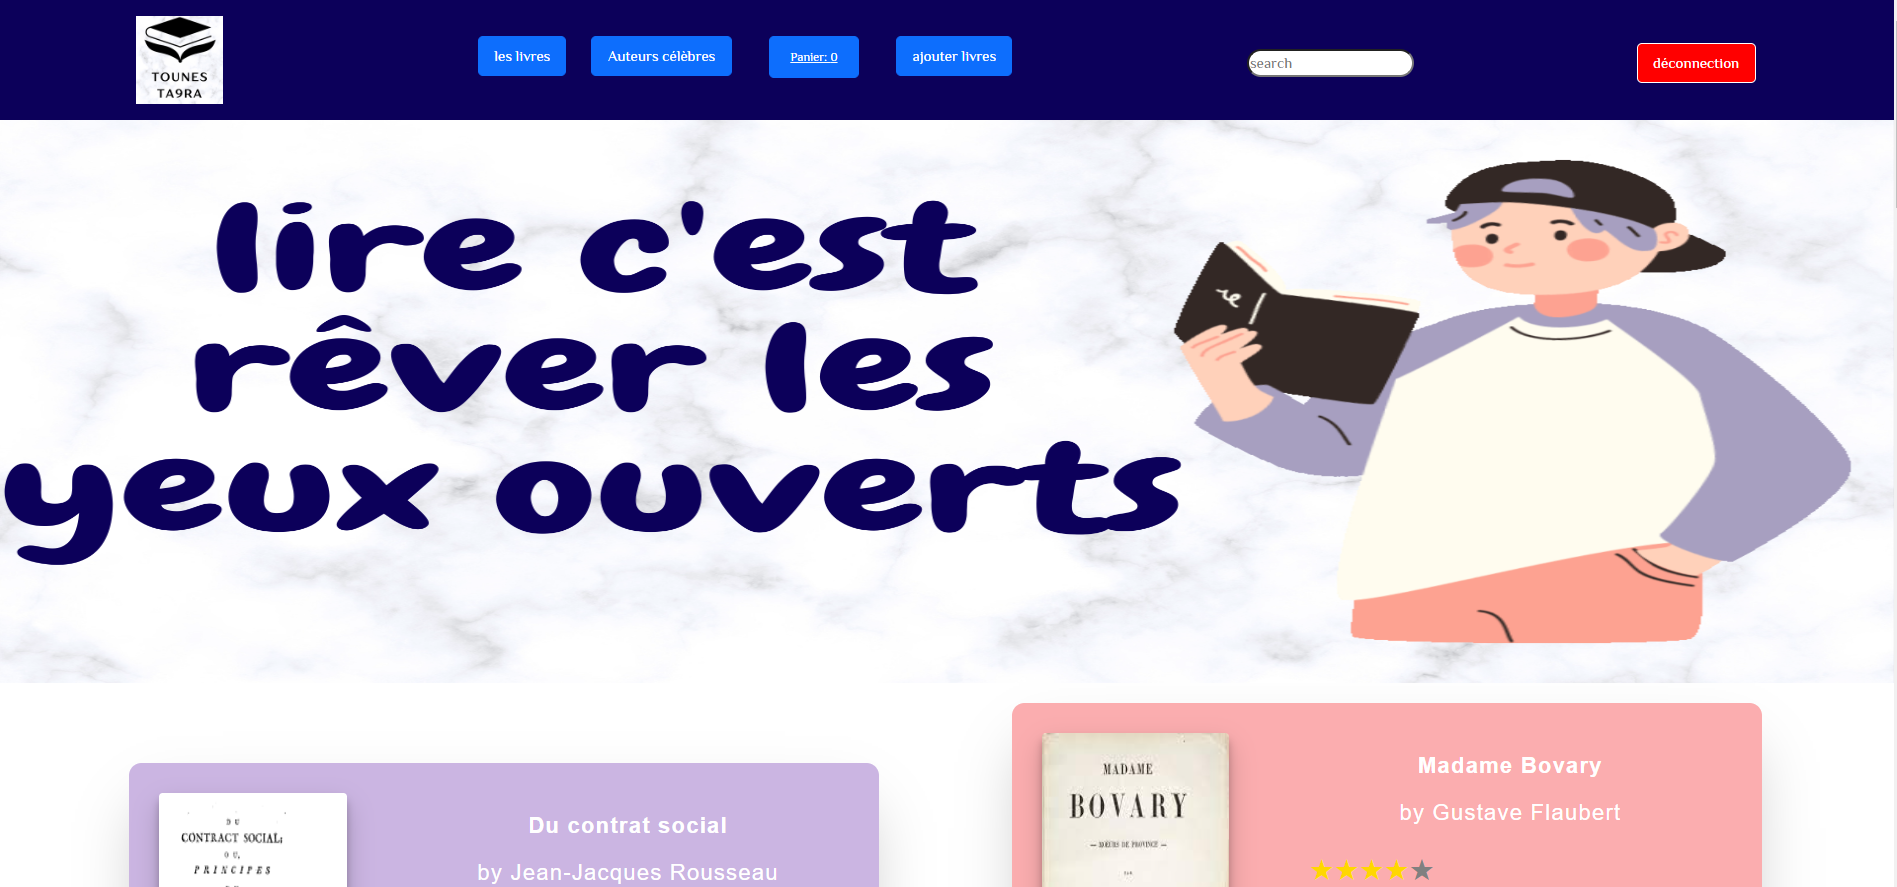 TOUNES
TA9RA
les livres
Auteurs célèbres
Panier: 0
ajouter livres
search
déconnection
lire c'est
rêver les
yeux ouverts
DU
CONTRACT SOCIAL;
OU,
PRINCIPES
Du contrat social
by Jean-Jacques Rousseau
MADAME
BOVARY
— MŒURS DE PROVINCE —
PAR
Madame Bovary
by Gustave Flaubert